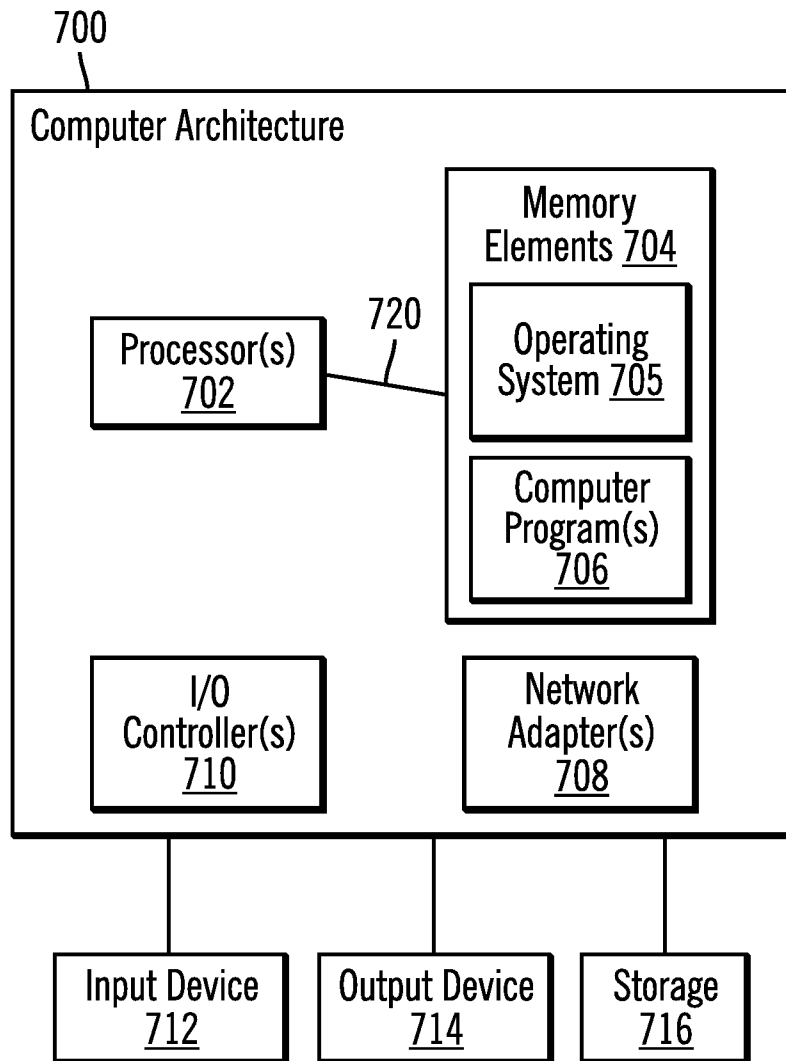 700
Computer Architecture
Memory
Elements 704
Processor(s)
702
720
Operating
System 705
Computer
Program(s)
706
I/O
Controller(s)
710
Network
Adapter(s)
708
Input Device
712
Output Device
714
Storage
716